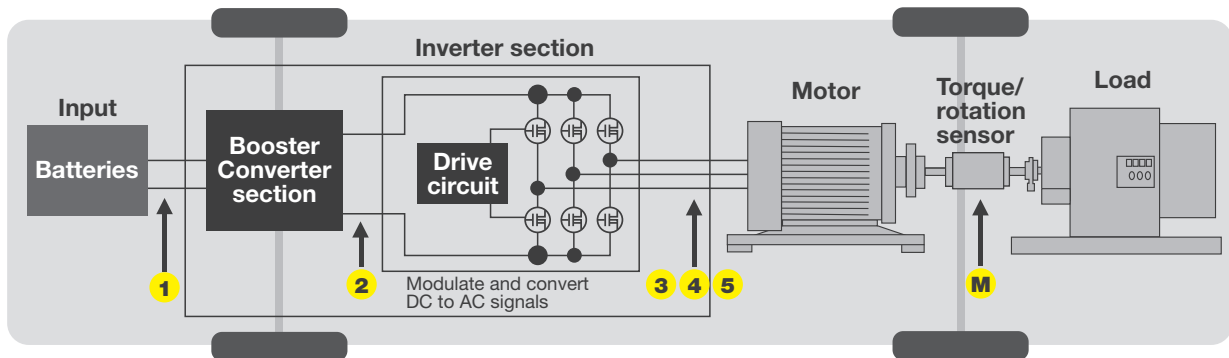 Inverter section
Input
Batteries
Booster
Converter
section
Drive
circuit
Motor
Torque/
rotation
sensor
Load
1
2
Modulate and convert
DC to AC signals
3
4
5
M